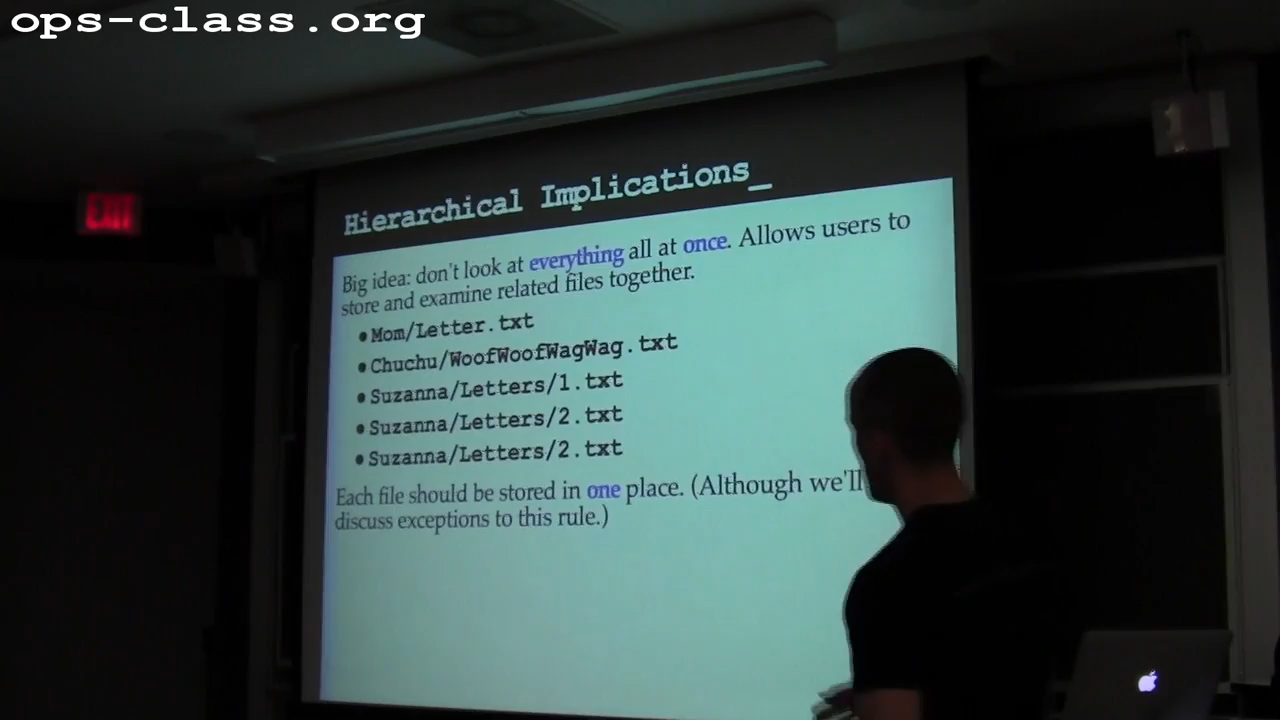 ops-class.org
EXIT
Hierarchical Implications_
Big idea: don't look at everything all at once. Allows users to
store and examine related files together.
• Mom/Letter.txt
• Chuchu/WoofWoofWagWag.txt
• Suzanna/Letters/1.txt
• Suzanna/Letters/2.txt
• Suzanna/Letters/2.txt
Each file should be stored in one place. (Although we'll
discuss exceptions to this rule.)